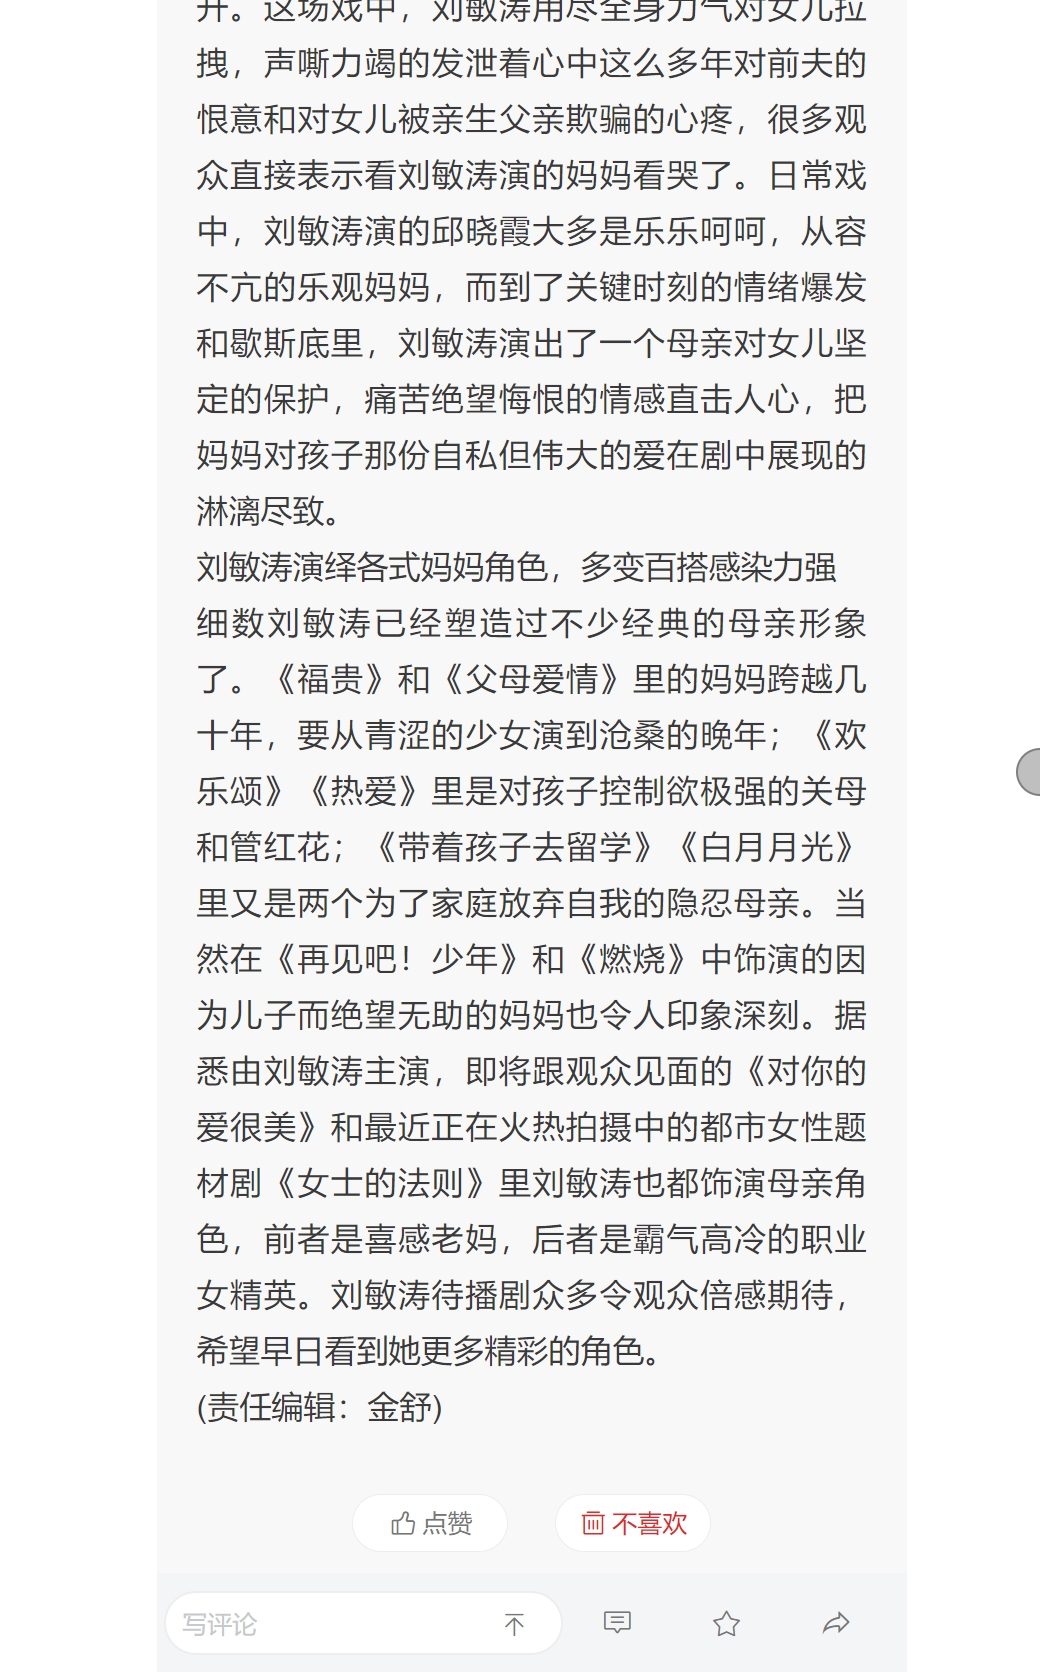 开。这场戏中，刘敏涛用尽全身力气对女儿拉
拽，声嘶力竭的发泄着心中这么多年对前夫的
恨意和对女儿被亲生父亲欺骗的心疼，很多观
众直接表示看刘敏涛演的妈妈看哭了。日常戏
中，刘敏涛演的邱晓霞大多是乐乐呵呵，从容
不亢的乐观妈妈，而到了关键时刻的情绪爆发
和歇斯底里，刘敏涛演出了一个母亲对女儿坚
定的保护，痛苦绝望悔恨的情感直击人心，把
妈妈对孩子那份自私但伟大的爱在剧中展现的
淋漓尽致。
刘敏涛演绎各式妈妈角色，多变百搭感染力强
细数刘敏涛已经塑造过不少经典的母亲形象
了。《福贵》和《父母爱情》里的妈妈跨越几
十年，要从青涩的少女演到沧桑的晚年；《欢
乐颂》《热爱》里是对孩子控制欲极强的关母
和管红花；《带着孩子去留学》《白月月光》
里又是两个为了家庭放弃自我的隐忍母亲。当
然在《再见吧！少年》和《燃烧》中饰演的因
为儿子而绝望无助的妈妈也令人印象深刻。据
悉由刘敏涛主演，即将跟观众见面的《对你的
爱很美》和最近正在火热拍摄中的都市女性题
材剧《女士的法则》里刘敏涛也都饰演母亲角
色，前者是喜感老妈，后者是霸气高冷的职业
女精英。刘敏涛待播剧众多令观众倍感期待，
希望早日看到她更多精彩的角色。
(责任编辑：金舒)
点赞 不喜欢
写评论